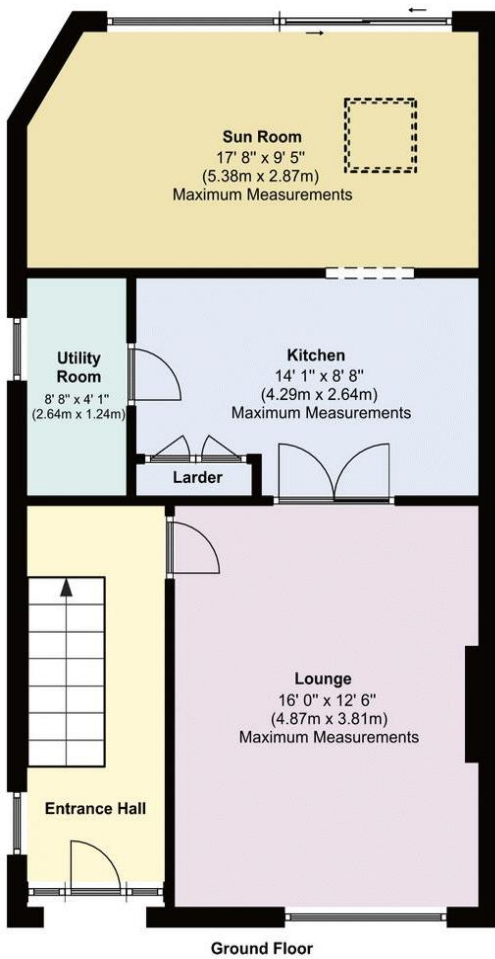 Sun Room
17' 8" x 9' 5"
(5.38m x 2.87m)
Maximum Measurements
Utility
Room
8' 8" x 4' 1"
(2.64m x 1.24m)
Kitchen
14' 1" x 8' 8"
(4.29m x 2.64m)
Maximum Measurements
Larder
Lounge
16' 0" x 12' 6"
(4.87m x 3.81m)
Maximum Measurements
Entrance Hall
Ground Floor